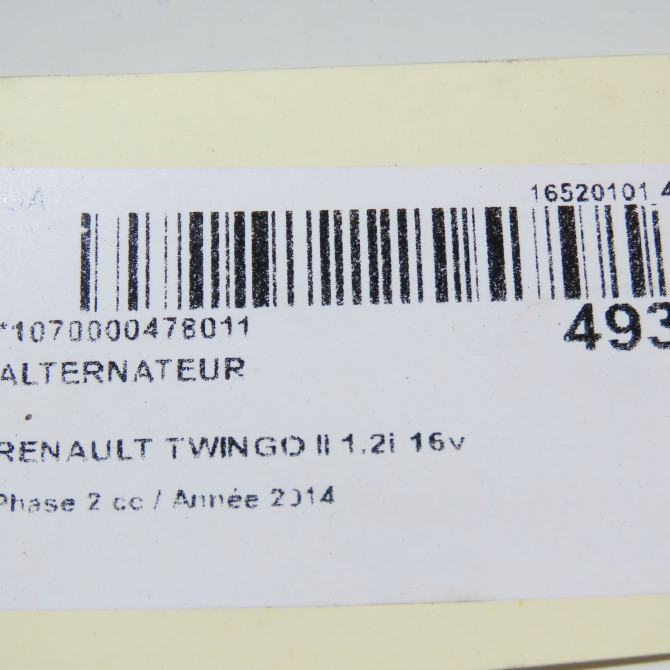 16520101 4
*1070000478011
493
ALTERNATEUR
RENAULT TWINGO II 1.2i 16v
Phase 2 cc / Année 2014